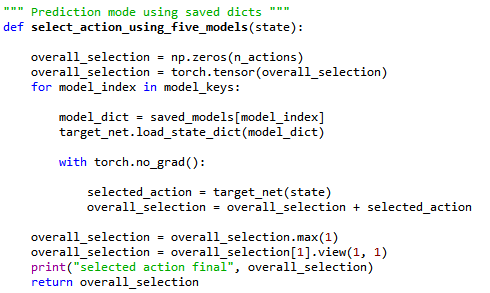 """ Prediction mode using saved dicts """
def select_action_using_five_models(state):
overall_selection = np.zeros(n_actions)
overall_selection = torch.tensor(overall_selection)
for model_index in model_keys:
model_dict = saved_models[model_index]
target_net.load_state_dict(model_dict)
with torch.no_grad():
selected_action = target_net(state)
overall_selection = overall_selection + selected_action
overall_selection = overall_selection.max(1)
overall_selection = overall_selection[1].view(1, 1)
print("selected action final", overall_selection)
return overall_selection